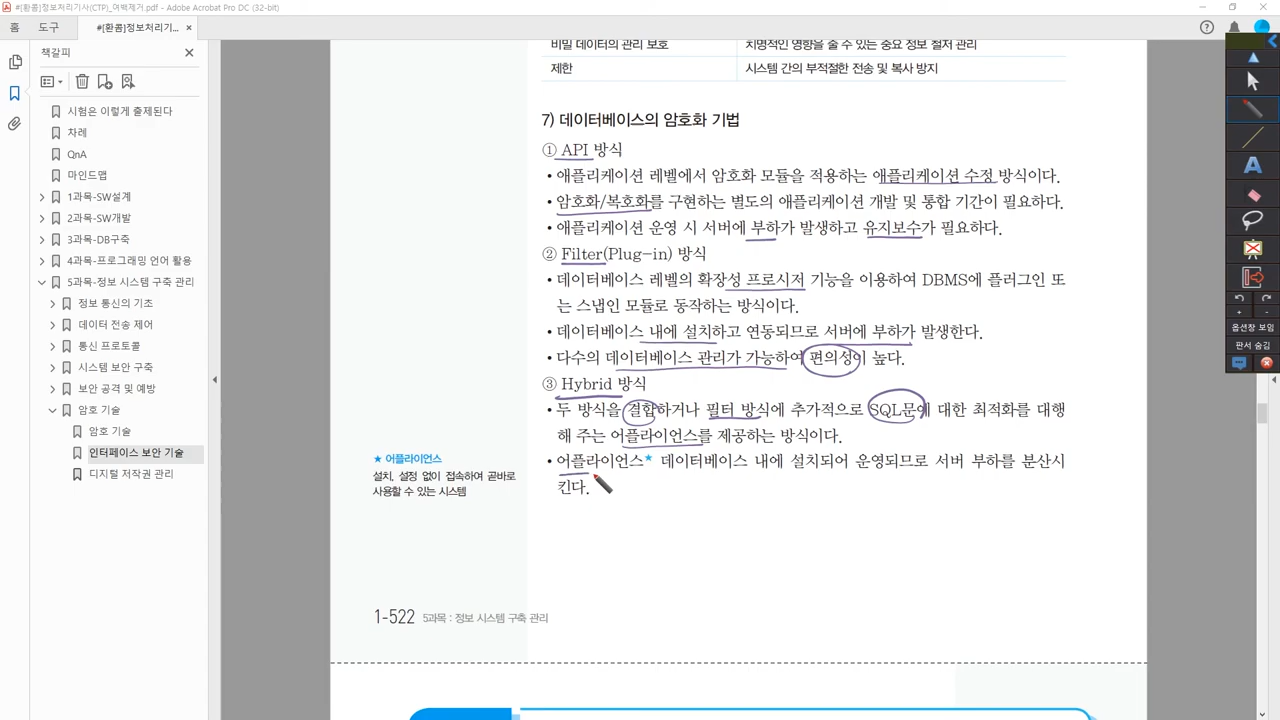 #[환콤]정보처리기사(CTP)_여백제거.pdf - Adobe Acrobat Pro DC (32-bit)
홈 도구 #[환콤]정보처리기... ×
책갈피
시험은 이렇게 출제된다
차례
QnA
마인드맵
1과목-SW설계
2과목-SW개발
3과목-DB구축
4과목-프로그래밍 언어 활용
5과목-정보 시스템 구축 관리
정보 통신의 기초
데이터 전송 제어
통신 프로토콜
시스템 보안 구축
보안 공격 및 예방
암호 기술
암호 기술
인터페이스 보안 기술
디지털 저작권 관리
비밀 데이터의 관리 보호 치명적인 영향을 줄 수 있는 중요 정보 철저 관리
제한 시스템 간의 부적절한 전송 및 복사 방지
7) 데이터베이스의 암호화 기법
① API 방식
• 애플리케이션 레벨에서 암호화 모듈을 적용하는 애플리케이션 수정 방식이다.
• 암호화/복호화를 구현하는 별도의 애플리케이션 개발 및 통합 기간이 필요하다.
• 애플리케이션 운영 시 서버에 부하가 발생하고 유지보수가 필요하다.
② Filter(Plug-in) 방식
• 데이터베이스 레벨의 확장성 프로시저 기능을 이용하여 DBMS에 플러그인 또
는 스냅인 모듈로 동작하는 방식이다.
• 데이터베이스 내에 설치하고 연동되므로 서버에 부하가 발생한다.
• 다수의 데이터베이스 관리가 가능하여 편의성이 높다.
③ Hybrid 방식
• 두 방식을 결합하거나 필터 방식에 추가적으로 SQL문에 대한 최적화를 대행
해 주는 어플라이언스를 제공하는 방식이다.
• 어플라이언스★ 데이터베이스 내에 설치되어 운영되므로 서버 부하를 분산시
킨다.
★ 어플라이언스
설치, 설정 없이 접속하여 곧바로
사용할 수 있는 시스템
1-522 5과목 : 정보 시스템 구축 관리
옵션창 보임
판서 숨김